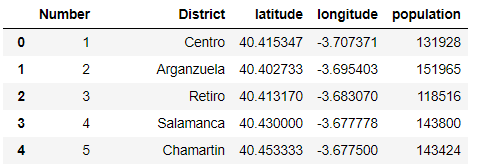 Number District latitude longitude population
0 1 Centro 40.415347 -3.707371 131928
1 2 Arganzuela 40.402733 -3.695403 151965
2 3 Retiro 40.413170 -3.683070 118516
3 4 Salamanca 40.430000 -3.677778 143800
4 5 Chamartin 40.453333 -3.677500 143424